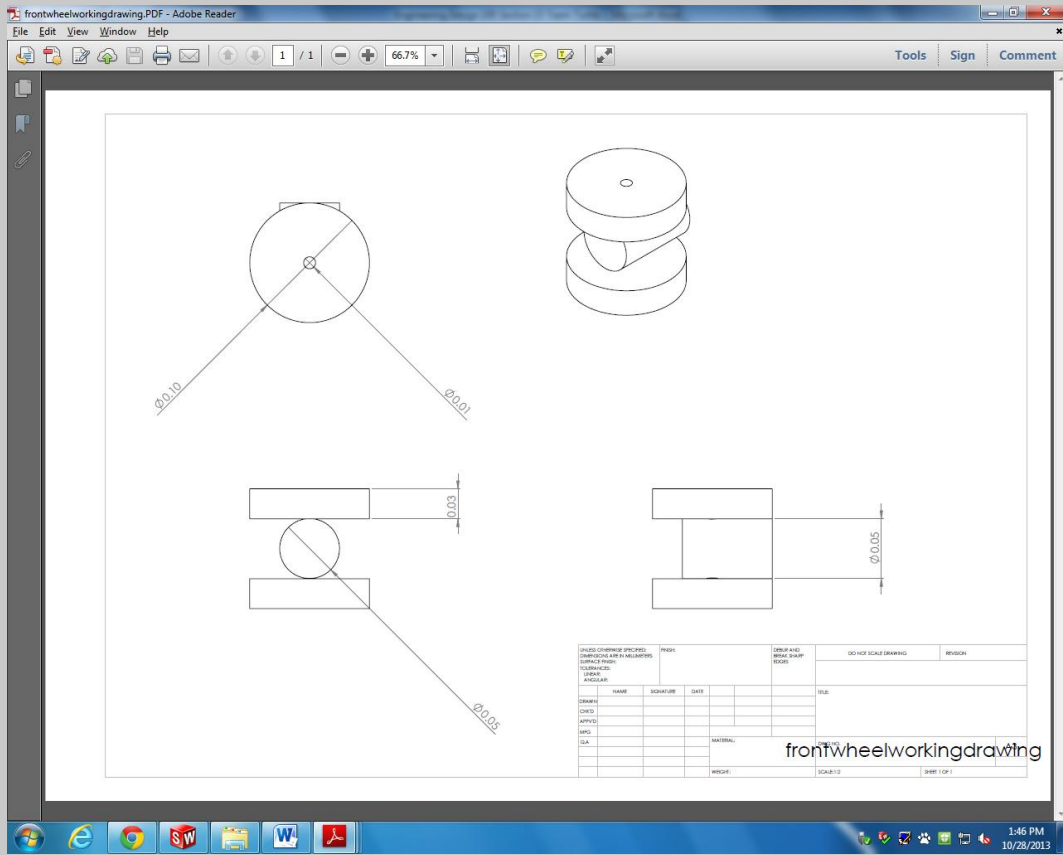 frontwheelworkingdrawing.PDF - Adobe Reader
File Edit View Window Help
1 / 1 66.7% Tools Sign Comment
Ø0.10
Ø0.01
0.03
Ø0.05
Ø0.05
UNLESS OTHERWISE SPECIFIED:
DIMENSIONS ARE IN MILLIMETERS
SURFACE FINISH:
TOLERANCES:
LINEAR:
ANGULAR:
FINISH:
DEBUR AND
BREAK SHARP
EDGES
DO NOT SCALE DRAWING
REVISION
NAME SIGNATURE DATE
TITLE:
DRAWN
CHK'D
APPV'D
MFG
Q.A
MATERIAL:
DWG NO.
frontwheelworkingdrawing
WEIGHT:
SCALE:1:2
SHEET 1 OF 1
1:46 PM
10/28/2013